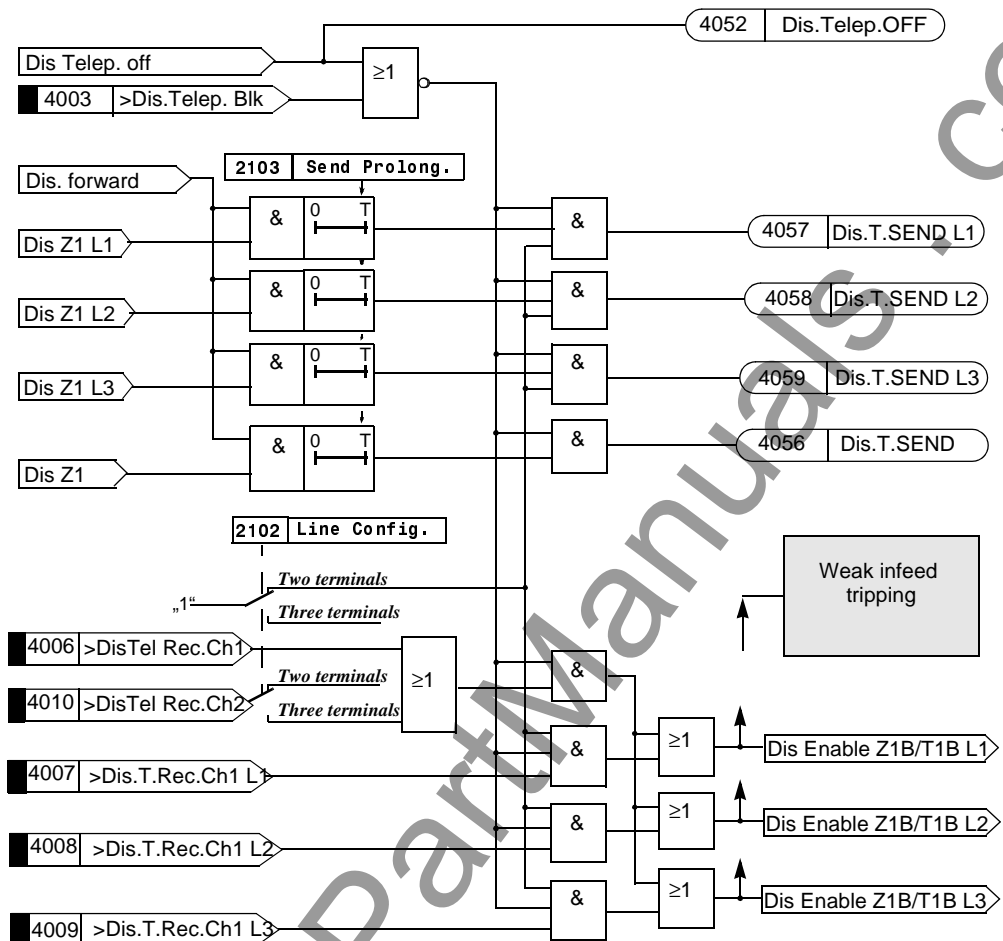 4052 Dis.Telep.OFF
Dis Telep. off
≥1
4003 >Dis.Telep. Blk
2103 Send Prolong.
Dis. forward
& 0 T
&
4057 Dis.T.SEND L1
Dis Z1 L1
& 0 T
&
4058 Dis.T.SEND L2
Dis Z1 L2
& 0 T
&
4059 Dis.T.SEND L3
Dis Z1 L3
& 0 T
&
4056 Dis.T.SEND
Dis Z1
2102 Line Config.
Weak infeed
tripping
Two terminals
„1“
Three terminals
4006 >DisTel Rec.Ch1
≥1
&
Two terminals
4010 >DisTel Rec.Ch2
Three terminals
&
≥1
Dis Enable Z1B/T1B L1
4007 >Dis.T.Rec.Ch1 L1
&
≥1
Dis Enable Z1B/T1B L2
4008 >Dis.T.Rec.Ch1 L2
&
≥1
Dis Enable Z1B/T1B L3
4009 >Dis.T.Rec.Ch1 L3
PartManuals.co